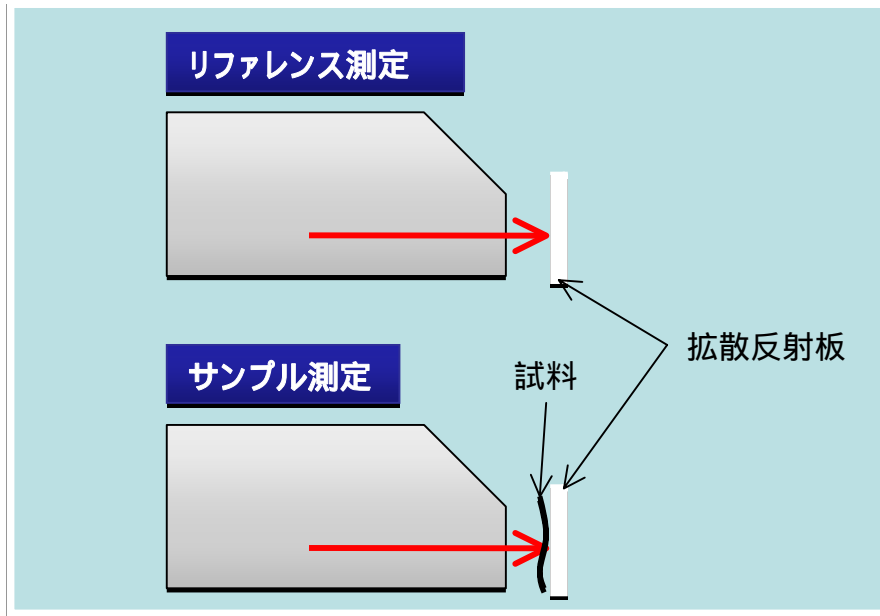 リファレンス測定
拡散反射板
試料
サンプル測定